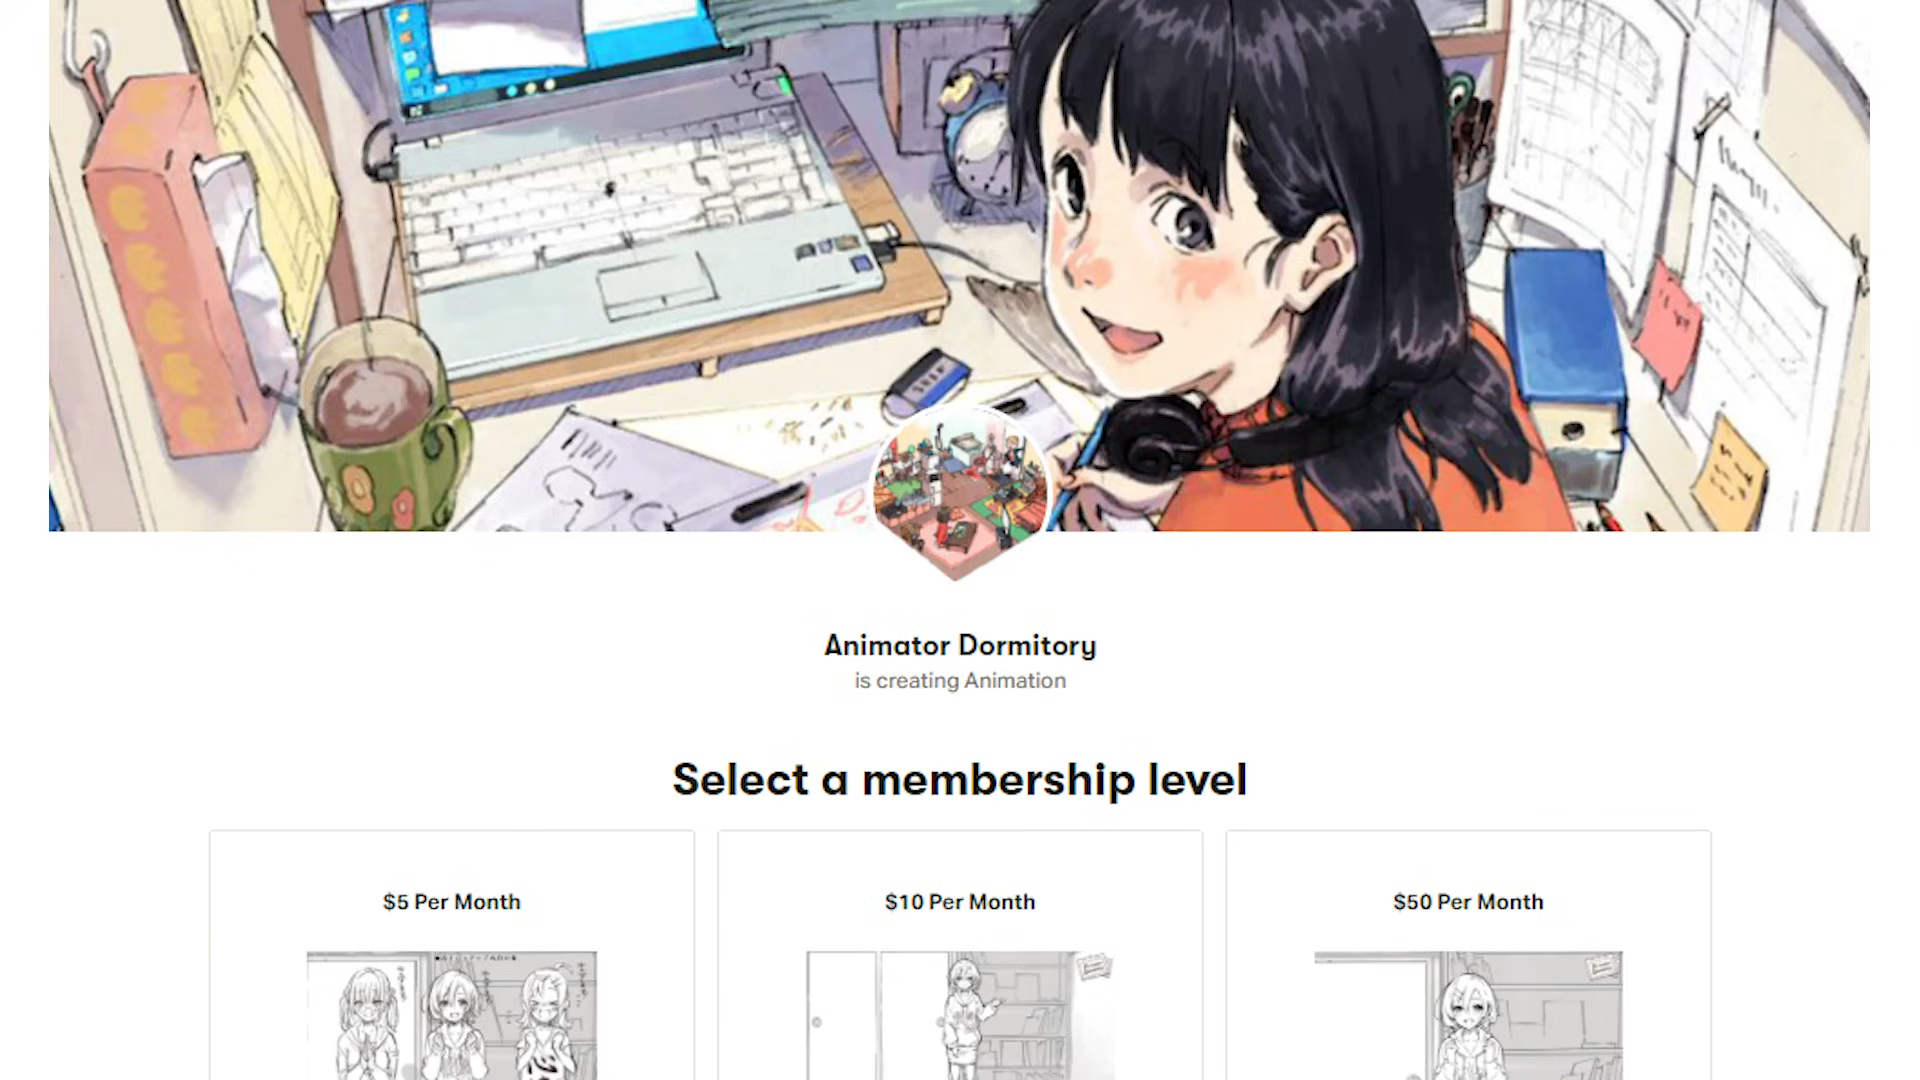 Animator Dormitory
is creating Animation
Select a membership level
$5 Per Month
$10 Per Month
$50 Per Month